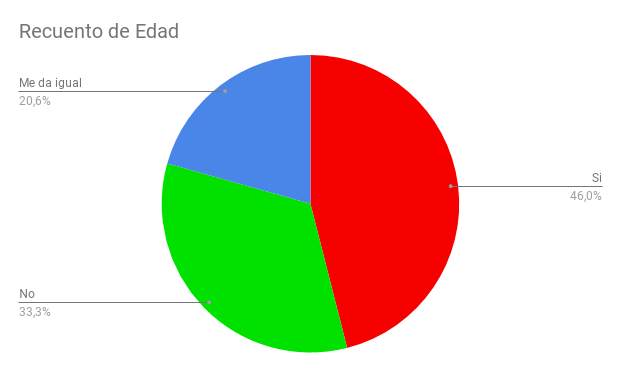 Recuento de Edad
Me da igual
20,6%
Si
46,0%
No
33,3%